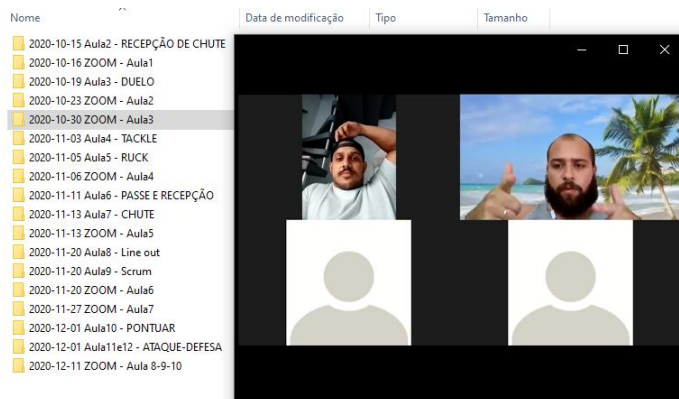 Nome Data de modificação Tipo Tamanho
2020-10-15 Aula2 - RECEPÇÃO DE CHUTE
2020-10-16 ZOOM - Aula1
2020-10-19 Aula3 - DUELO
2020-10-23 ZOOM - Aula2
2020-10-30 ZOOM - Aula3
2020-11-03 Aula4 - TACKLE
2020-11-05 Aula5 - RUCK
2020-11-06 ZOOM - Aula4
2020-11-11 Aula6 - PASSE E RECEPÇÃO
2020-11-13 Aula7 - CHUTE
2020-11-13 ZOOM - Aula5
2020-11-20 Aula8 - Line out
2020-11-20 Aula9 - Scrum
2020-11-20 ZOOM - Aula6
2020-11-27 ZOOM - Aula7
2020-12-01 Aula10 - PONTUAR
2020-12-01 Aula11e12 - ATAQUE-DEFESA
2020-12-11 ZOOM - Aula 8-9-10